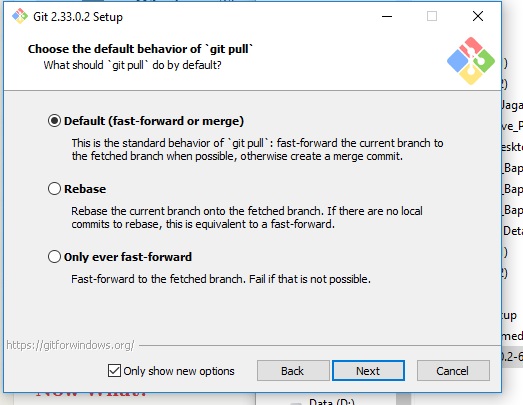 Git 2.33.0.2 Setup
Choose the default behavior of `git pull`
What should `git pull` do by default?
Default (fast-forward or merge)
This is the standard behavior of `git pull`: fast-forward the current branch to
the fetched branch when possible, otherwise create a merge commit.
Rebase
Rebase the current branch onto the fetched branch. If there are no local
commits to rebase, this is equivalent to a fast-forward.
Only ever fast-forward
Fast-forward to the fetched branch. Fail if that is not possible.
https://gitforwindows.org/
Only show new options
Back
Next
Cancel
)
2)
Jaga
ve_P
esktc
_Bap
_Bap
_Bap
Deta
)
2)
tup
med
0.2-6
Now What?
Data (D:)